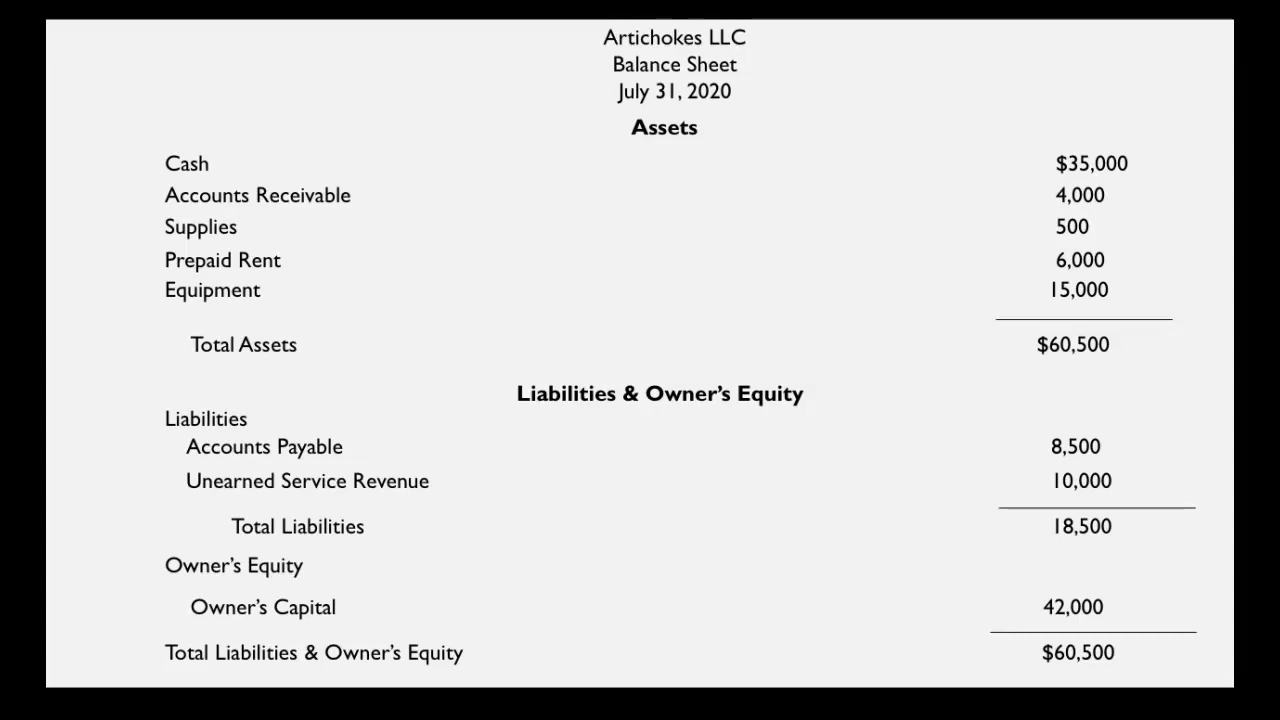 Artichokes LLC
Balance Sheet
July 31, 2020
Assets
Cash $35,000
Accounts Receivable 4,000
Supplies 500
Prepaid Rent 6,000
Equipment 15,000
Total Assets $60,500
Liabilities & Owner’s Equity
Liabilities
Accounts Payable 8,500
Unearned Service Revenue 10,000
Total Liabilities 18,500
Owner’s Equity
Owner’s Capital 42,000
Total Liabilities & Owner’s Equity $60,500